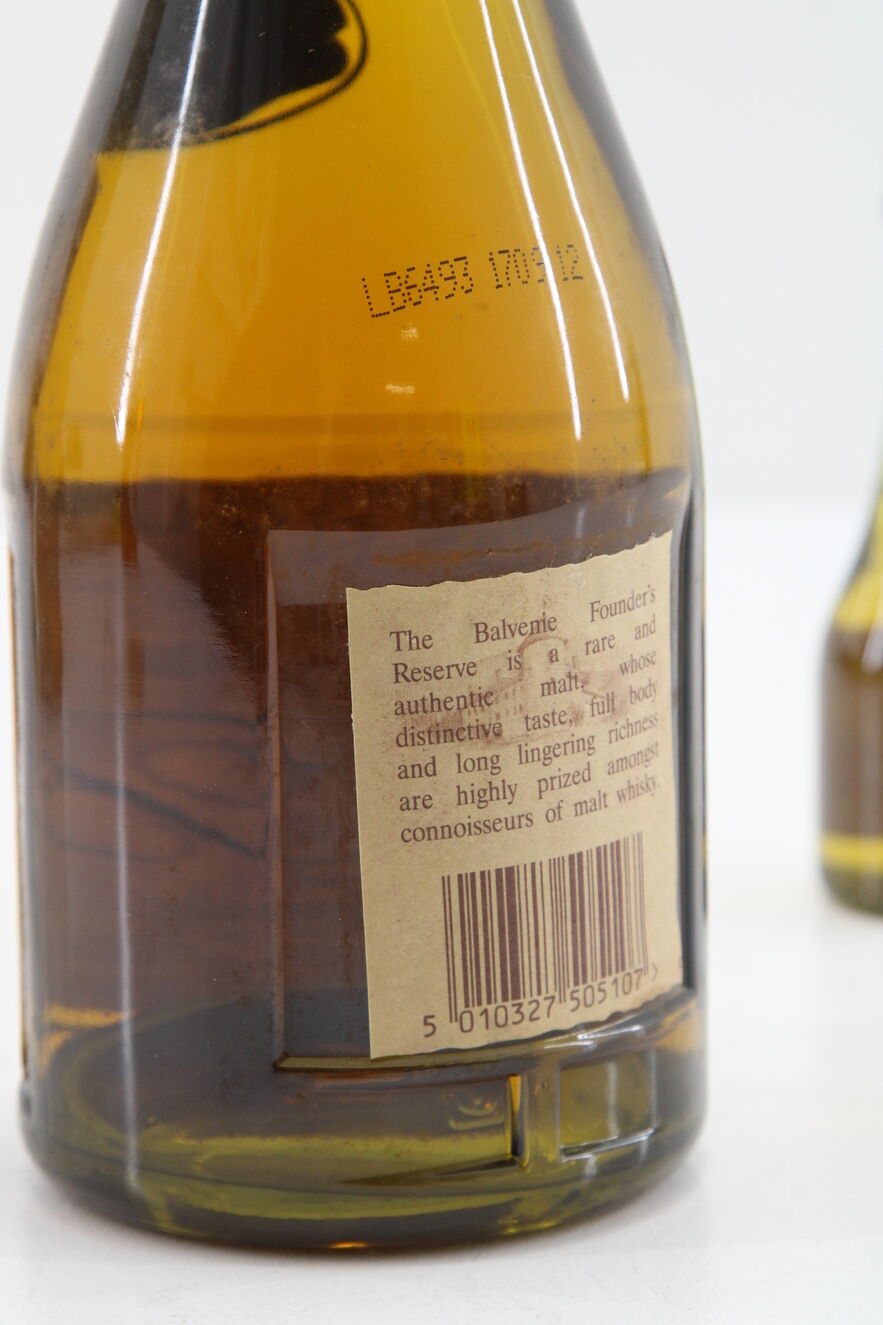 LB6493 170912
The Balvenie Founder's
Reserve is a rare and
authentic malt, whose
distinctive taste, full body
and long lingering richness
are highly prized amongst
connoisseurs of malt whisky.
5 010327 505107 >